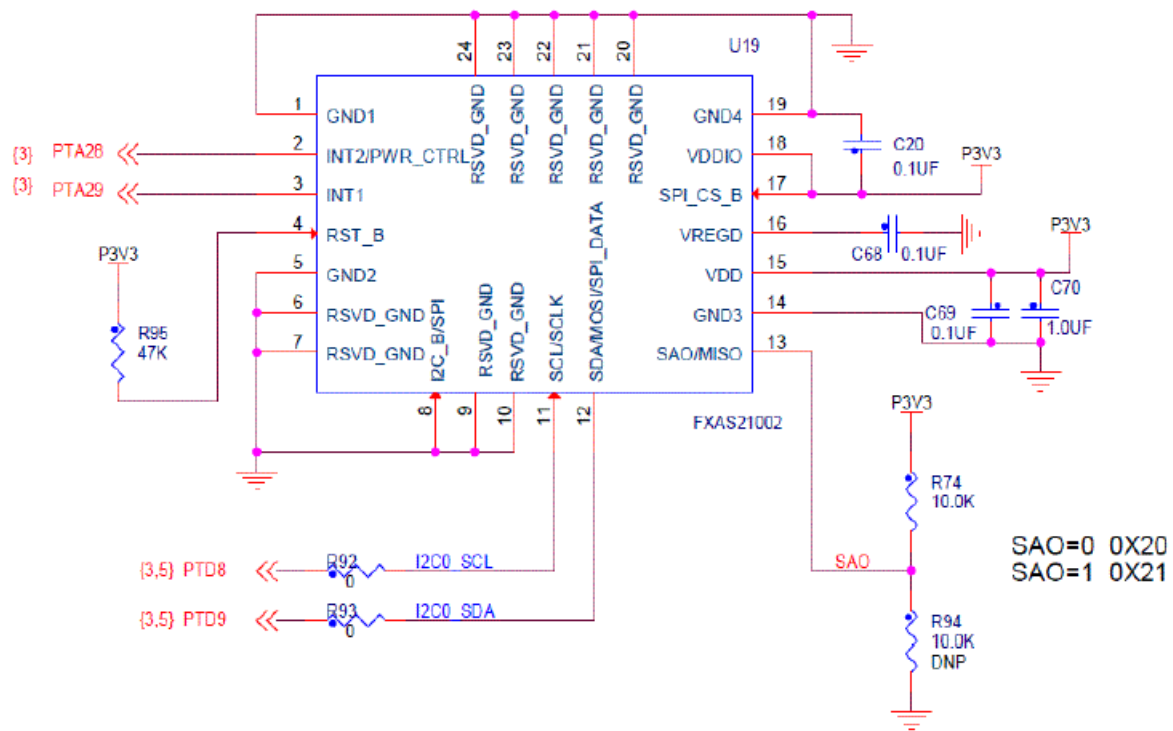 24
23
22
21
20
U19
RSVD_GND
RSVD_GND
RSVD_GND
RSVD_GND
RSVD_GND
1
GND1
GND4
19
{3} PTA28
2
INT2/PWR_CTRL
VDDIO
18
C20
0.1UF
P3V3
{3} PTA29
3
INT1
SPI_CS_B
17
4
RST_B
VREGD
16
C68
0.1UF
P3V3
P3V3
5
GND2
VDD
15
6
RSVD_GND
GND3
14
C69
0.1UF
C70
1.0UF
7
RSVD_GND
SAO/MISO
13
R95
47K
I2C_B/SPI
RSVD_GND
RSVD_GND
SCL/SCLK
SDA/MOSI/SPI_DATA
8
9
10
11
12
FXAS21002
P3V3
R74
10.0K
SAO=0 0X20
SAO=1 0X21
SAO
{3,5} PTD8
R92
0
I2C0_SCL
{3,5} PTD9
R93
0
I2C0_SDA
R94
10.0K
DNP